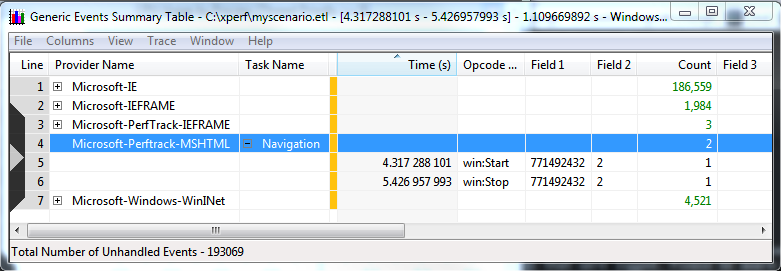 Generic Events Summary Table - C:\xperf\myscenario.etl - [4.317288101 s - 5.426957993 s] - 1.109669892 s - Windows...
File Columns View Trace Window Help
Line Provider Name Task Name Time (s) Opcode ... Field 1 Field 2 Count Field 3
1 Microsoft-IE 186,559
2 Microsoft-IEFRAME 1,984
3 Microsoft-PerfTrack-IEFRAME 3
4 Microsoft-Perftrack-MSHTML - Navigation 2
5 4.317 288 101 win:Start 771492432 2 1
6 5.426 957 993 win:Stop 771492432 2 1
7 Microsoft-Windows-WinINet 4,521
Total Number of Unhandled Events - 193069